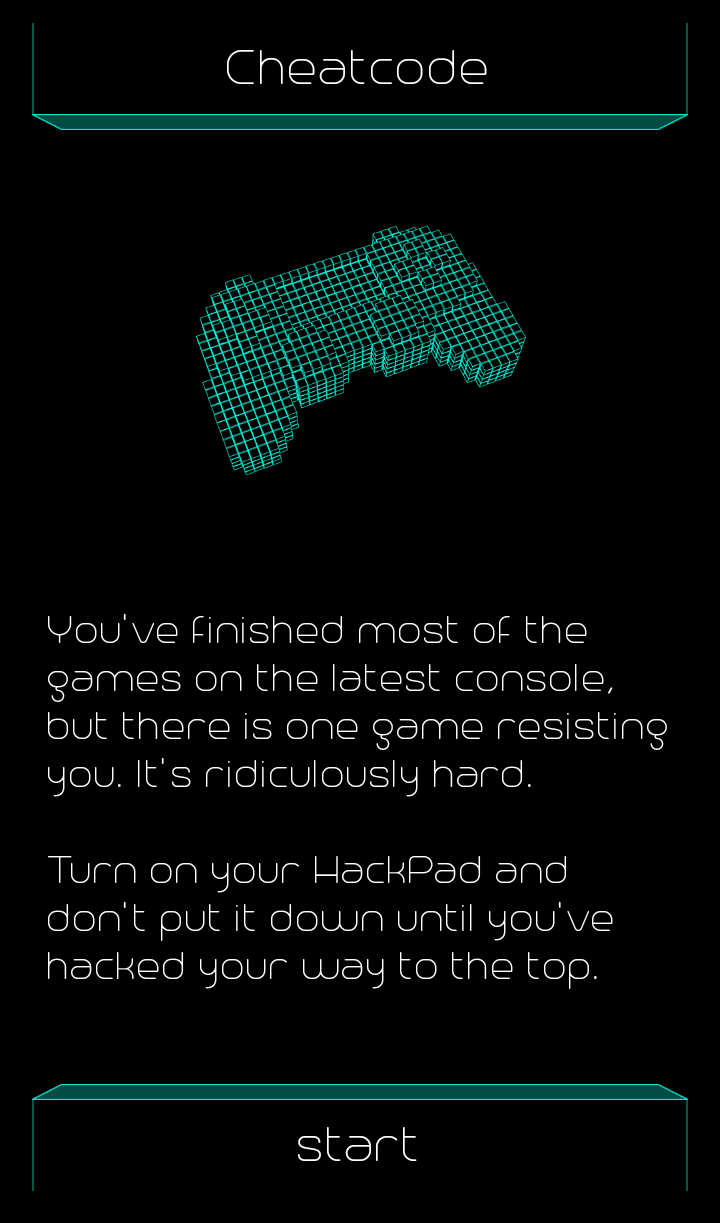 Cheatcode
You've finished most of the
games on the latest console,
but there is one game resisting
you. It's ridiculously hard.
Turn on your HackPad and
don't put it down until you've
hacked your way to the top.
start